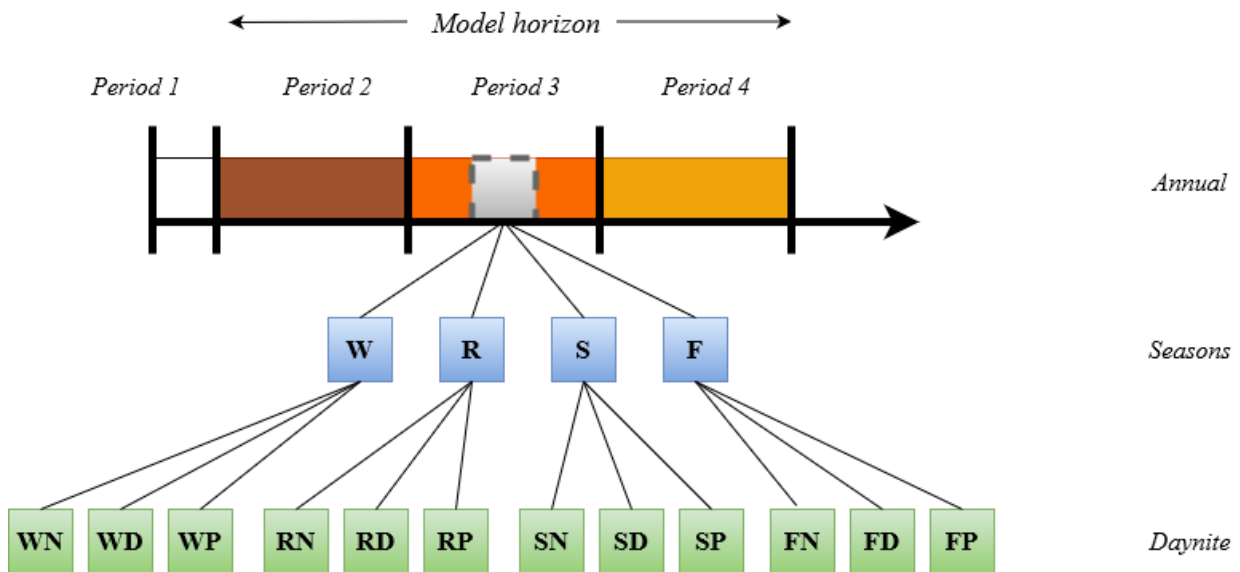 Model horizon
Period 1 Period 2 Period 3 Period 4
Annual
W R S F Seasons
WN WD WP RN RD RP SN SD SP FN FD FP Daynite